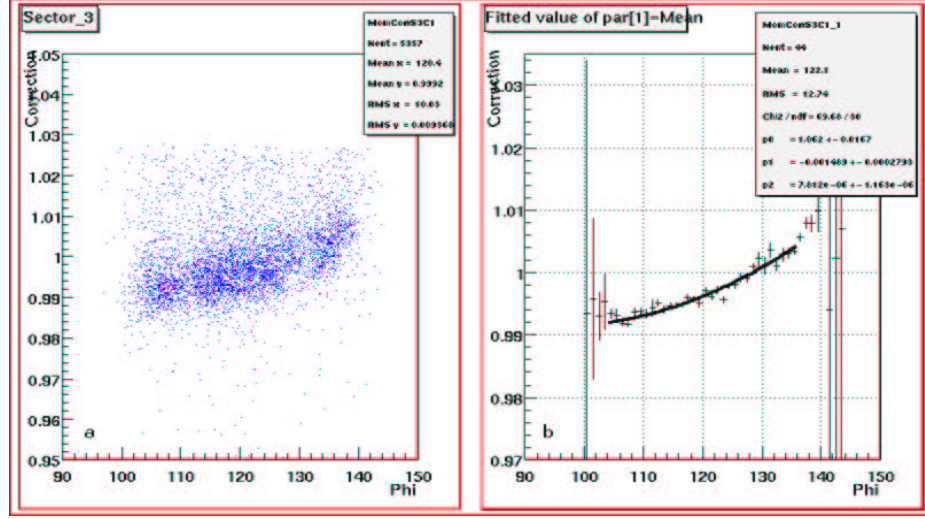 Sector_3
MomConS3C1
Nent = 5357
Mean x = 120.4
Mean y = 0.9992
RMS x = 10.03
RMS y = 0.009368
Correction
1.05
1.04
1.03
1.02
1.01
1
0.99
0.98
0.97
0.96
0.95
a
90 100 110 120 130 140 150
Phi
Fitted value of par[1]=Mean
MomConS3C1_1
Nent = 44
Mean = 122.1
RMS = 12.74
Chi2 / ndf = 69.68 / 30
p0 = 1.062 +- 0.0167
p1 = -0.001489 +- 0.0002793
p2 = 7.812e-06 +- 1.163e-06
Correction
1.03
1.02
1.01
1
0.99
0.98
0.97
b
90 100 110 120 130 140 150
Phi